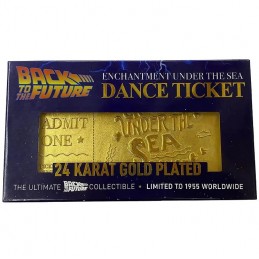 BACK
TO THE
FUTURE
ENCHANTMENT UNDER THE SEA
DANCE TICKET
ADMIT
ONE
UNDER THE
SEA
24 KARAT GOLD PLATED
THE ULTIMATE BACK TO THE FUTURE COLLECTIBLE • LIMITED TO 1955 WORLDWIDE